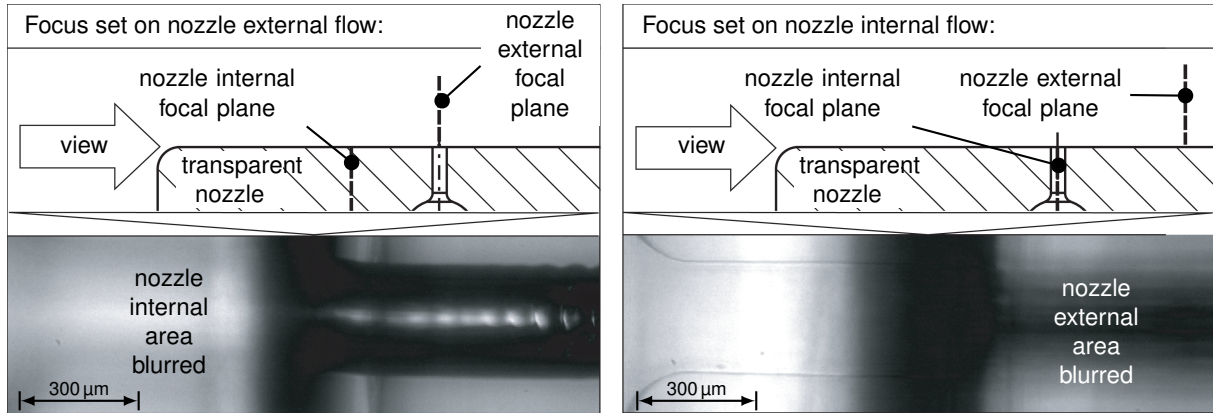 Focus set on nozzle external flow:
nozzle
external
focal
plane
nozzle internal
focal plane
view
transparent
nozzle
nozzle
internal
area
blurred
300 µm
Focus set on nozzle internal flow:
nozzle internal
focal plane
nozzle external
focal plane
view
transparent
nozzle
nozzle
external
area
blurred
300 µm